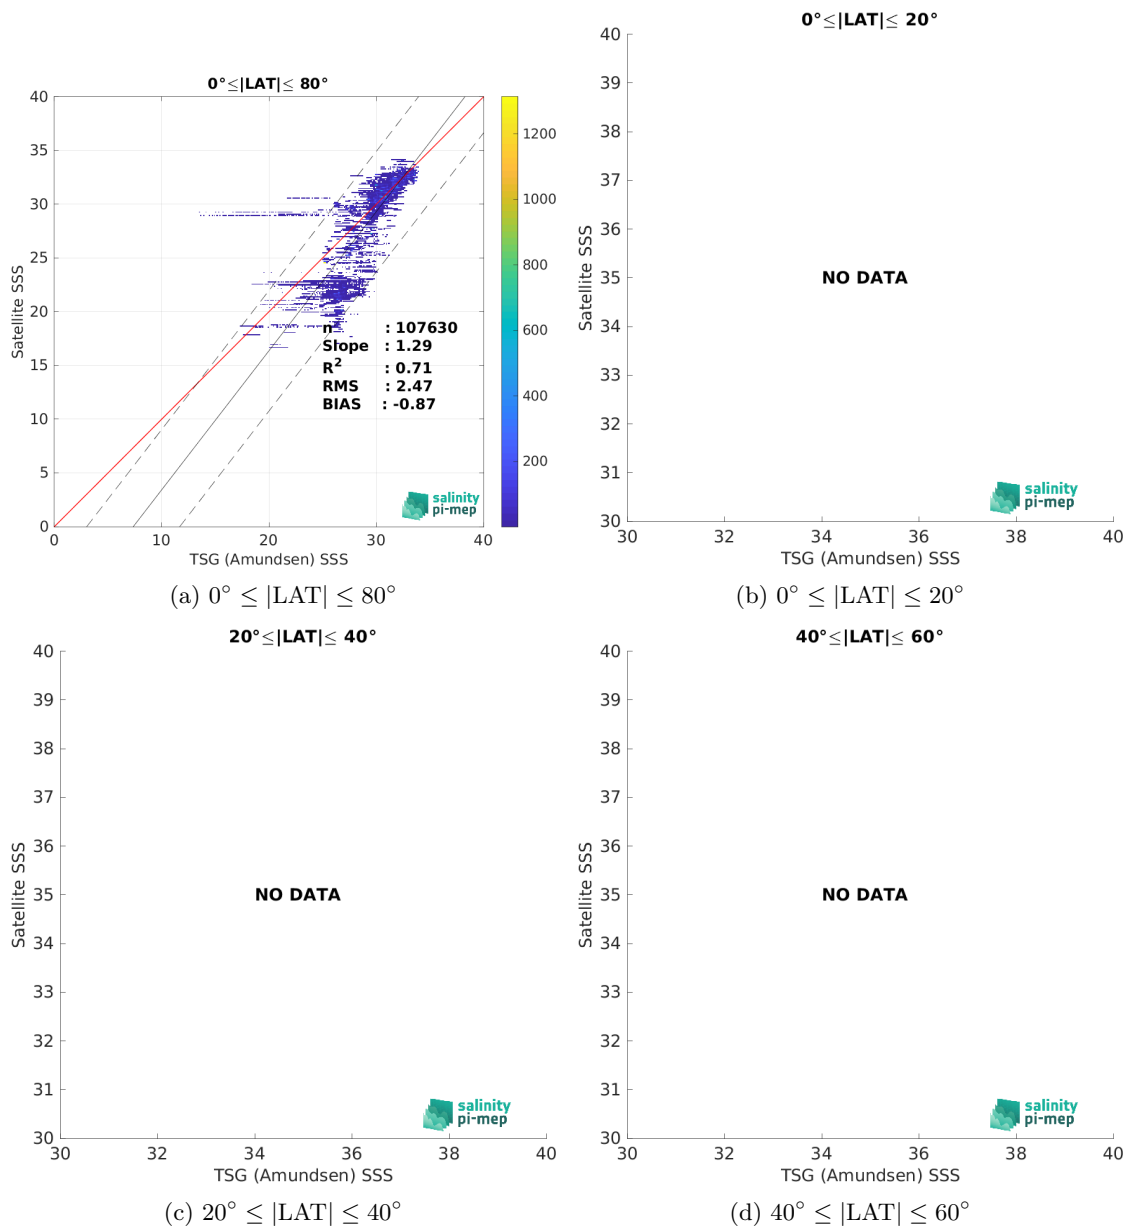 0°≤|LAT|≤ 80°
40
35
30
25
20
15
10
5
0
0
10
20
30
40
Satellite SSS
TSG (Amundsen) SSS
n : 107630
Slope : 1.29
R² : 0.71
RMS : 2.47
BIAS : -0.87
1200
1000
800
600
400
200
salinity
pi-mep
(a) 0° ≤ |LAT| ≤ 80°
0°≤|LAT|≤ 20°
40
39
38
37
36
35
34
33
32
31
30
30
32
34
36
38
40
Satellite SSS
NO DATA
TSG (Amundsen) SSS
salinity
pi-mep
(b) 0° ≤ |LAT| ≤ 20°
20°≤|LAT|≤ 40°
40
39
38
37
36
35
34
33
32
31
30
30
32
34
36
38
40
Satellite SSS
NO DATA
TSG (Amundsen) SSS
salinity
pi-mep
(c) 20° ≤ |LAT| ≤ 40°
40°≤|LAT|≤ 60°
40
39
38
37
36
35
34
33
32
31
30
30
32
34
36
38
40
Satellite SSS
NO DATA
TSG (Amundsen) SSS
salinity
pi-mep
(d) 40° ≤ |LAT| ≤ 60°